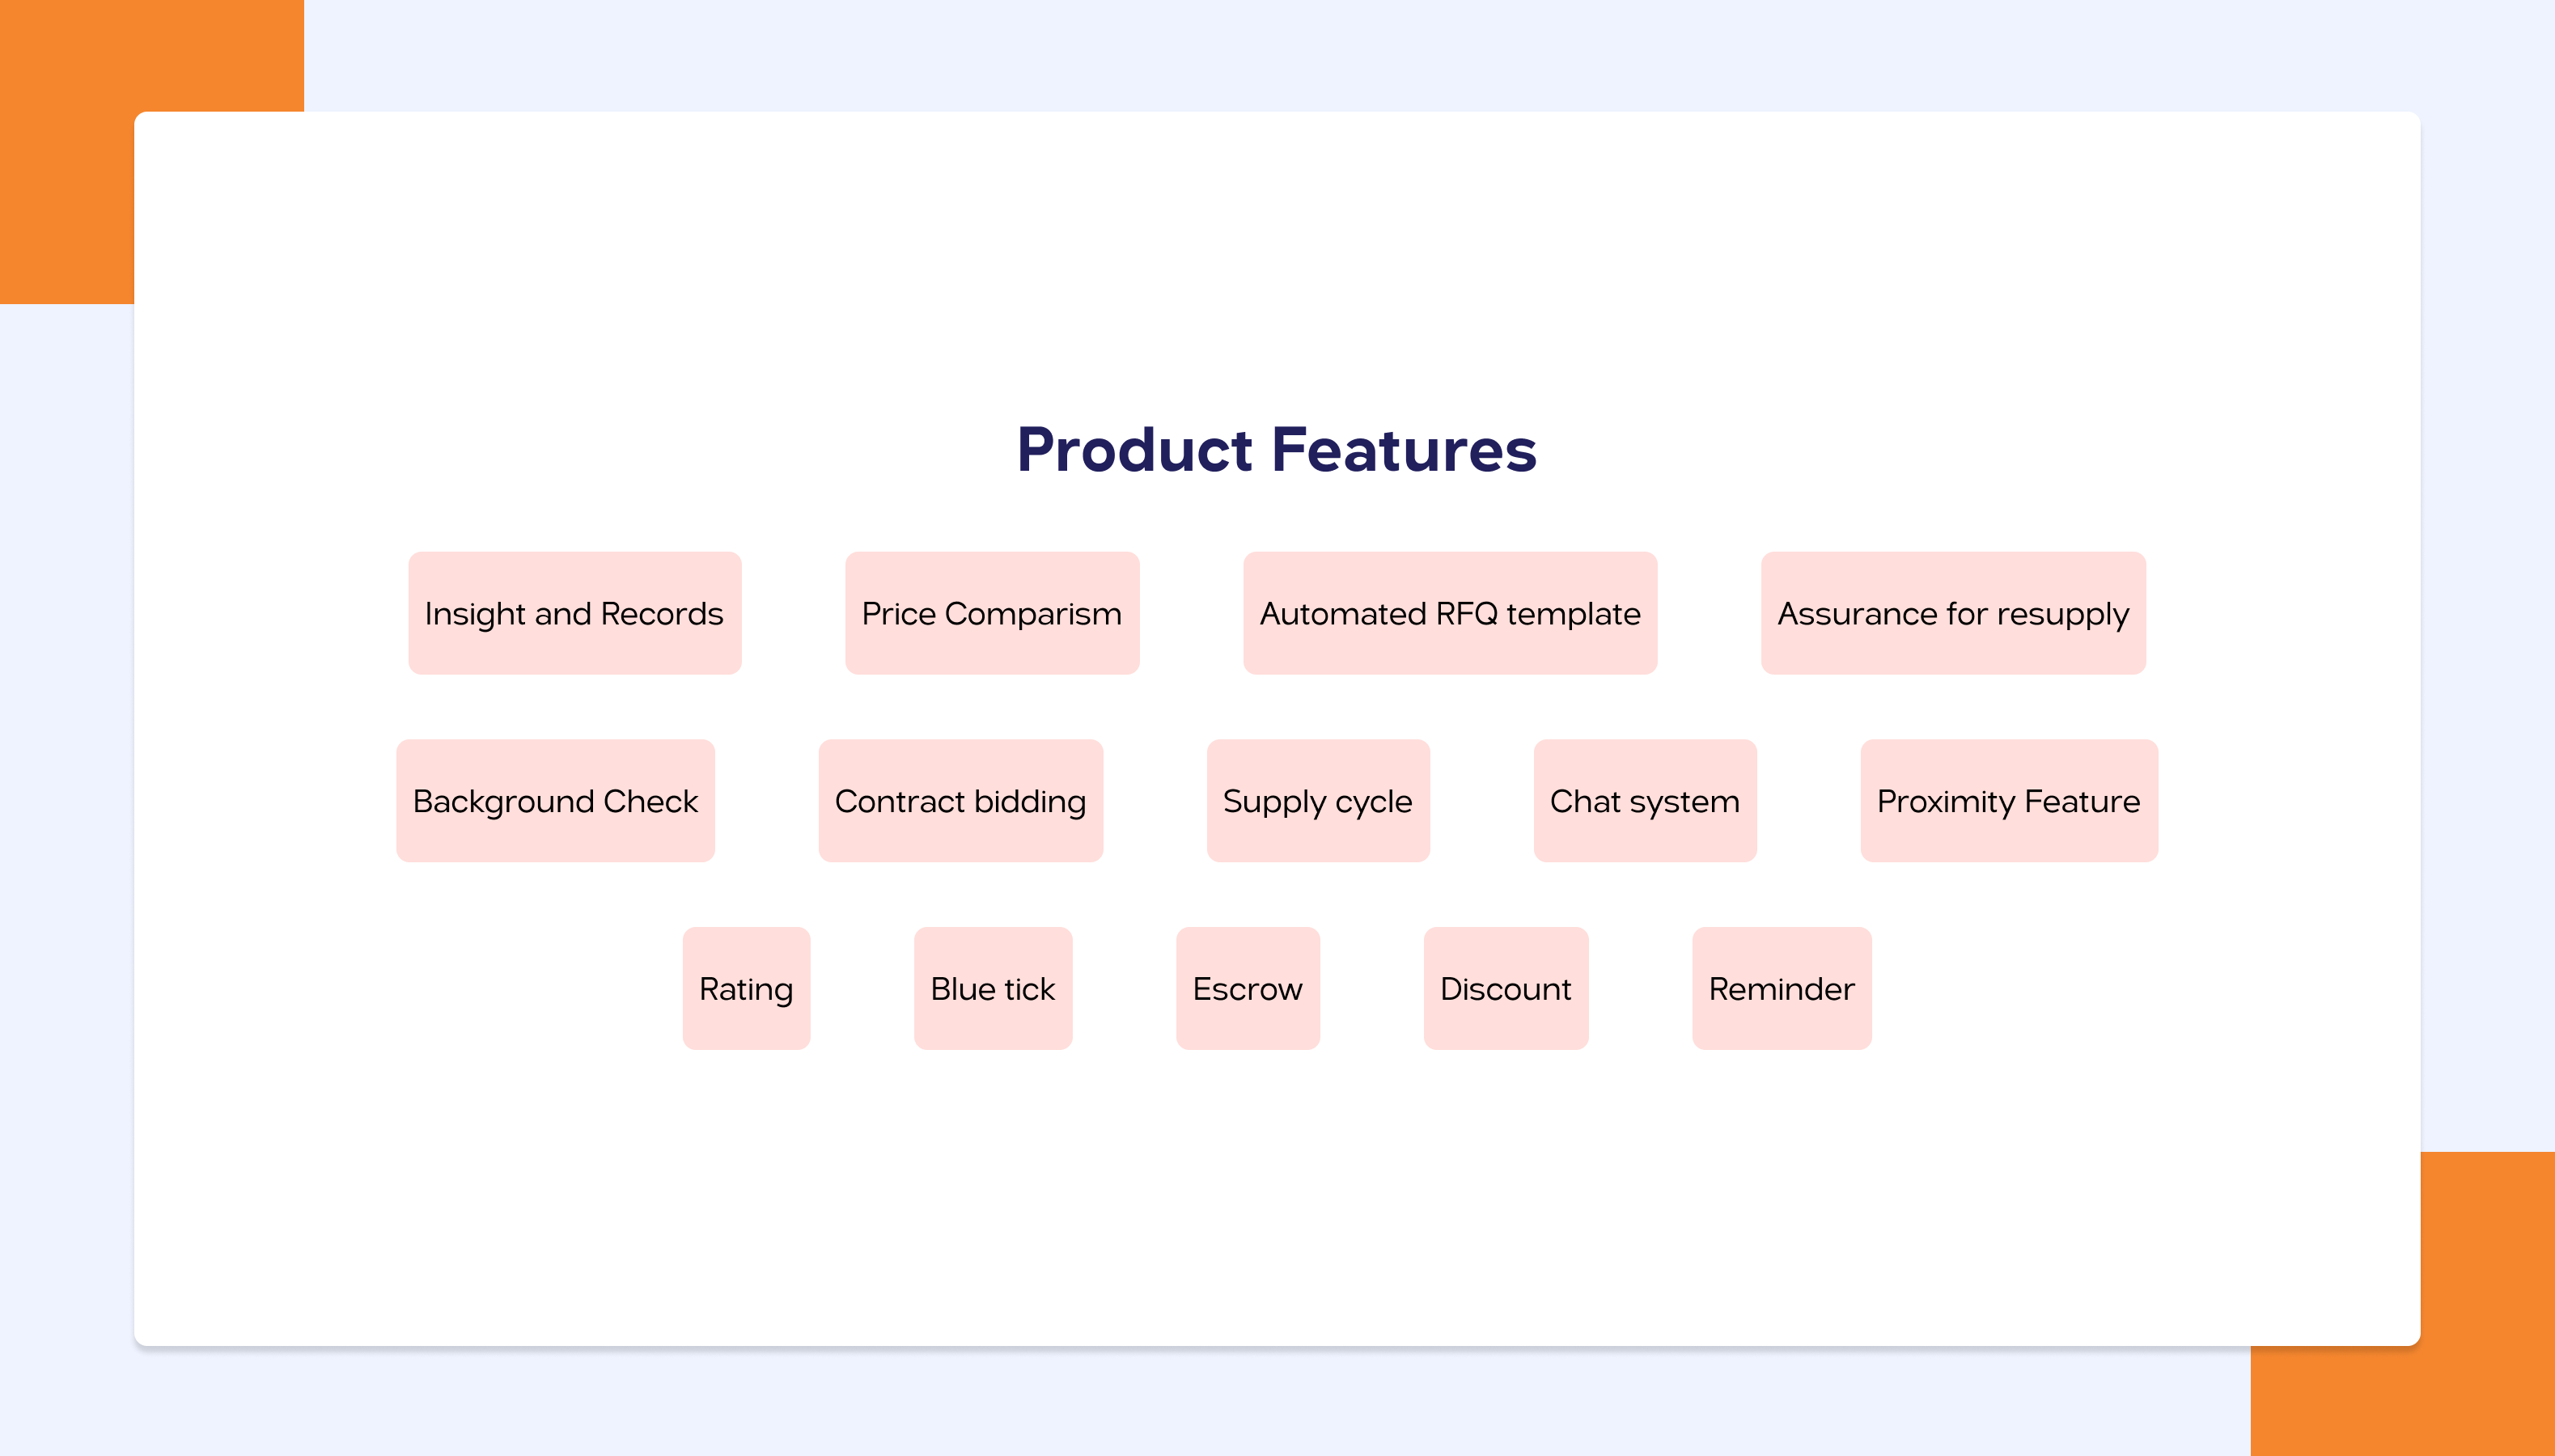 Product Features
Insight and Records
Price Comparism
Automated RFQ template
Assurance for resupply
Background Check
Contract bidding
Supply cycle
Chat system
Proximity Feature
Rating
Blue tick
Escrow
Discount
Reminder